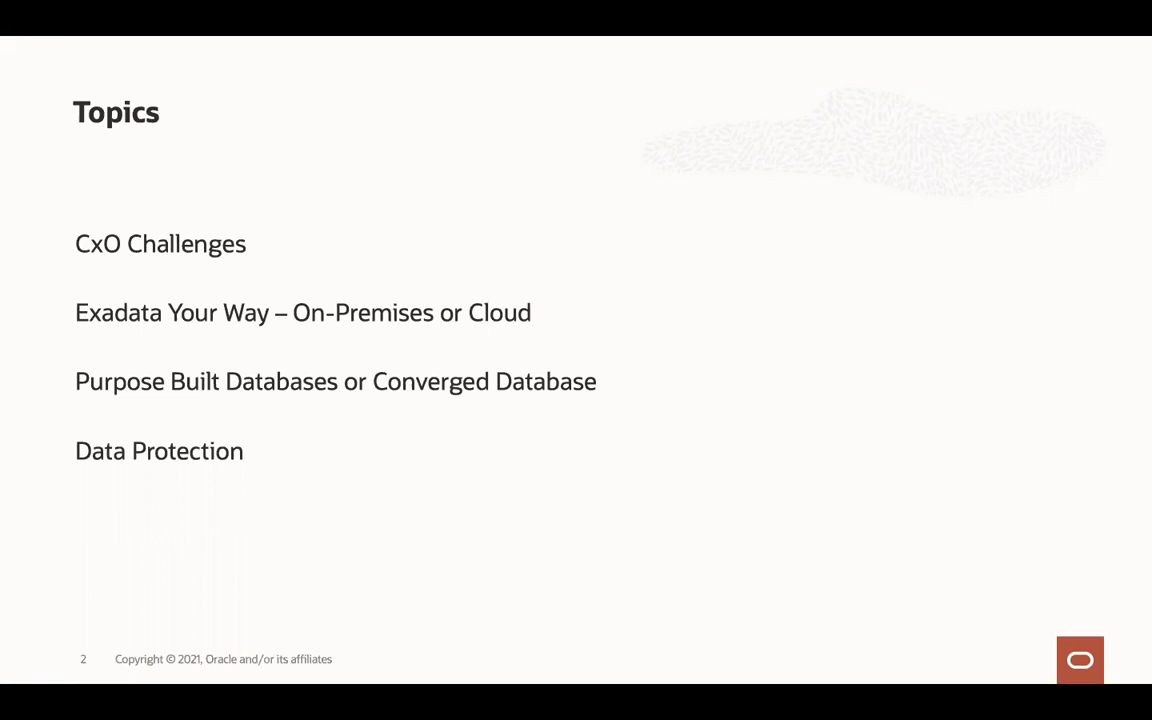 Topics
CxO Challenges
Exadata Your Way – On-Premises or Cloud
Purpose Built Databases or Converged Database
Data Protection
2 Copyright © 2021, Oracle and/or its affiliates